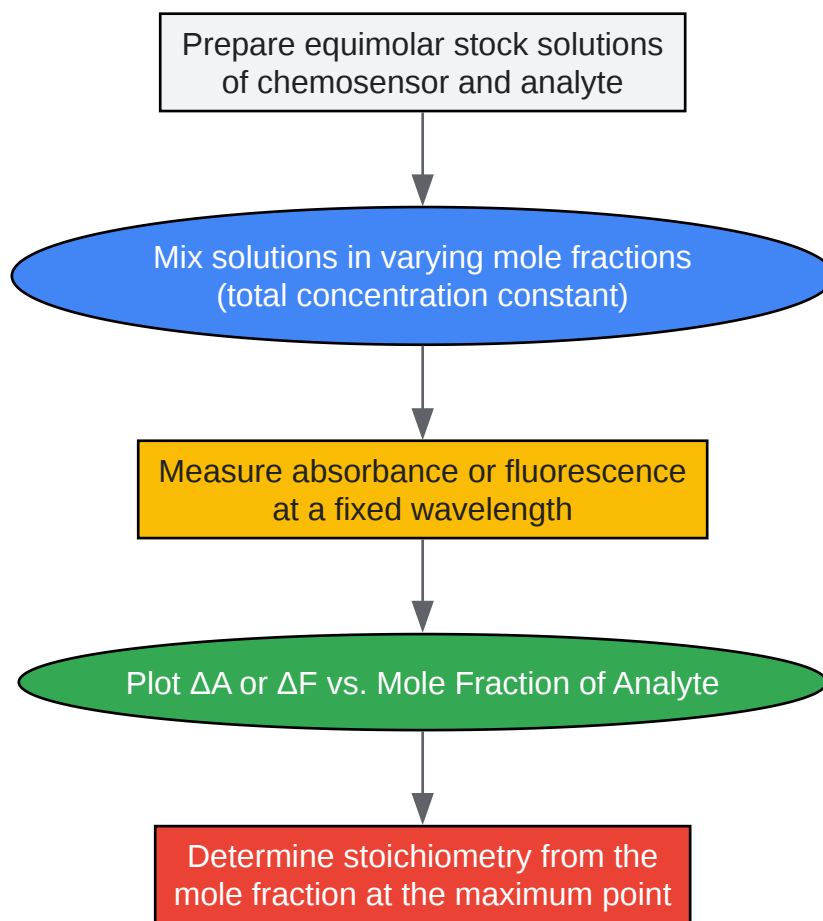 Prepare equimolar stock solutions
of chemosensor and analyte
Mix solutions in varying mole fractions
(total concentration constant)
Measure absorbance or fluorescence
at a fixed wavelength
Plot ΔA or ΔF vs. Mole Fraction of Analyte
Determine stoichiometry from the
mole fraction at the maximum point